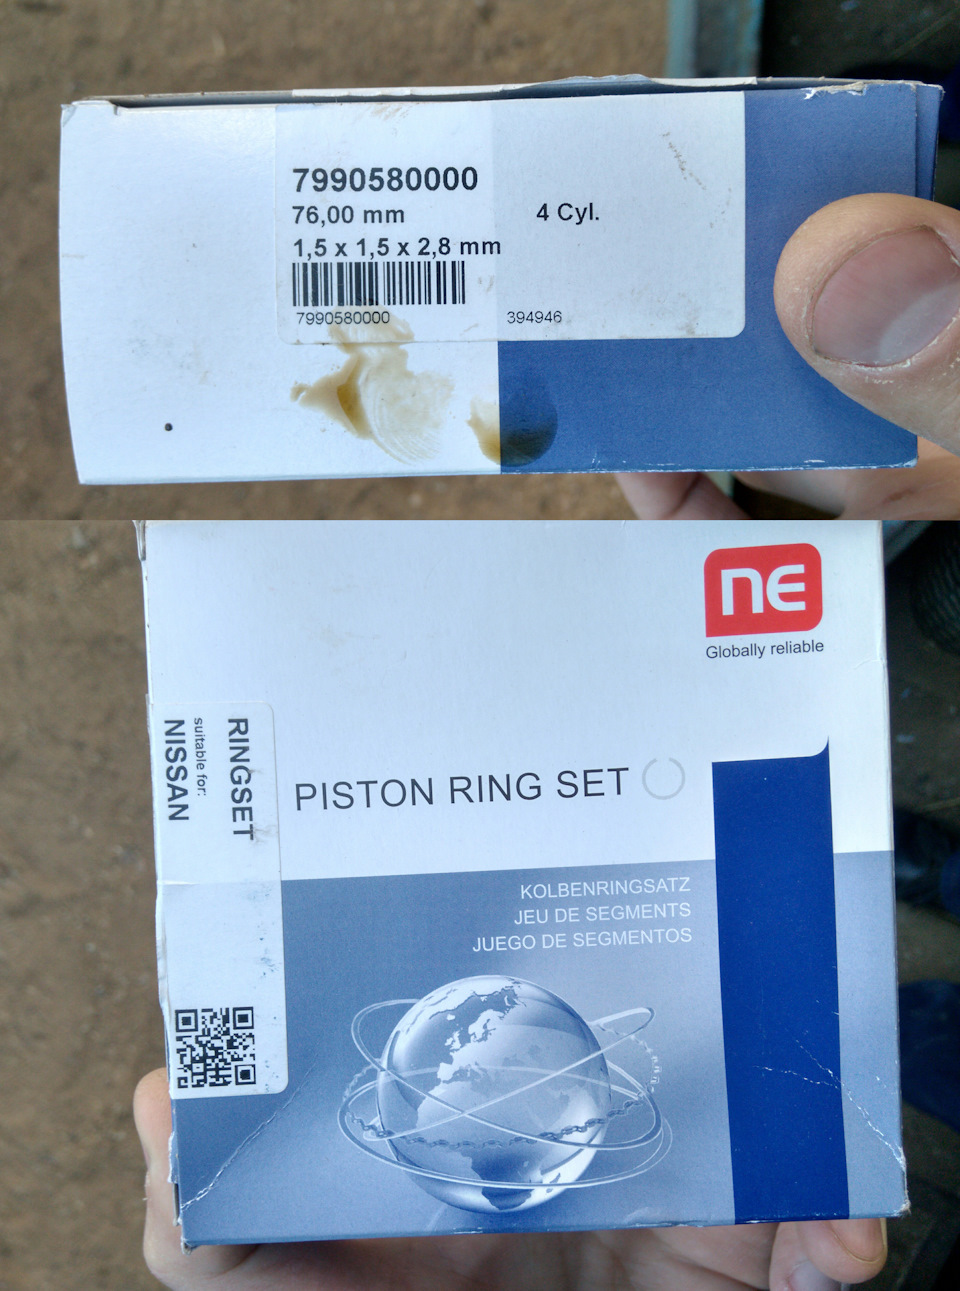 7990580000
76,00 mm
4 Cyl.
1,5 x 1,5 x 2,8 mm
7990580000
394946
ne
Globally reliable
RINGSET
suitable for:
NISSAN
PISTON RING SET
KOLBENRINGSATZ
JEU DE SEGMENTS
JUEGO DE SEGMENTOS